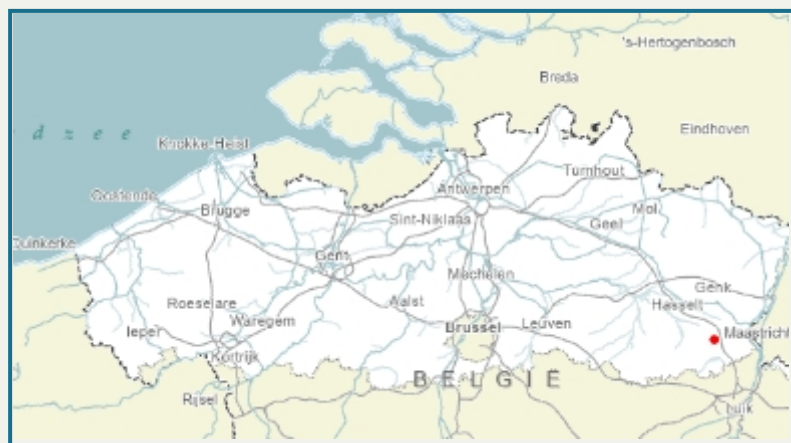 's-Hertogenbosch
Breda
dzee
Eindhoven
Knokke-Heist
Turnhout
Antwerpen
Oostende
Mol
Brugge
Sint-Niklaas
Geel
Duinkerke
Gent
Mechelen
Genk
Roeselare
Aalst
Hasselt
Waregem
Ieper
Brussel
Leuven
Maastricht
Kortrijk
BELGIË
Rijsel
Luik